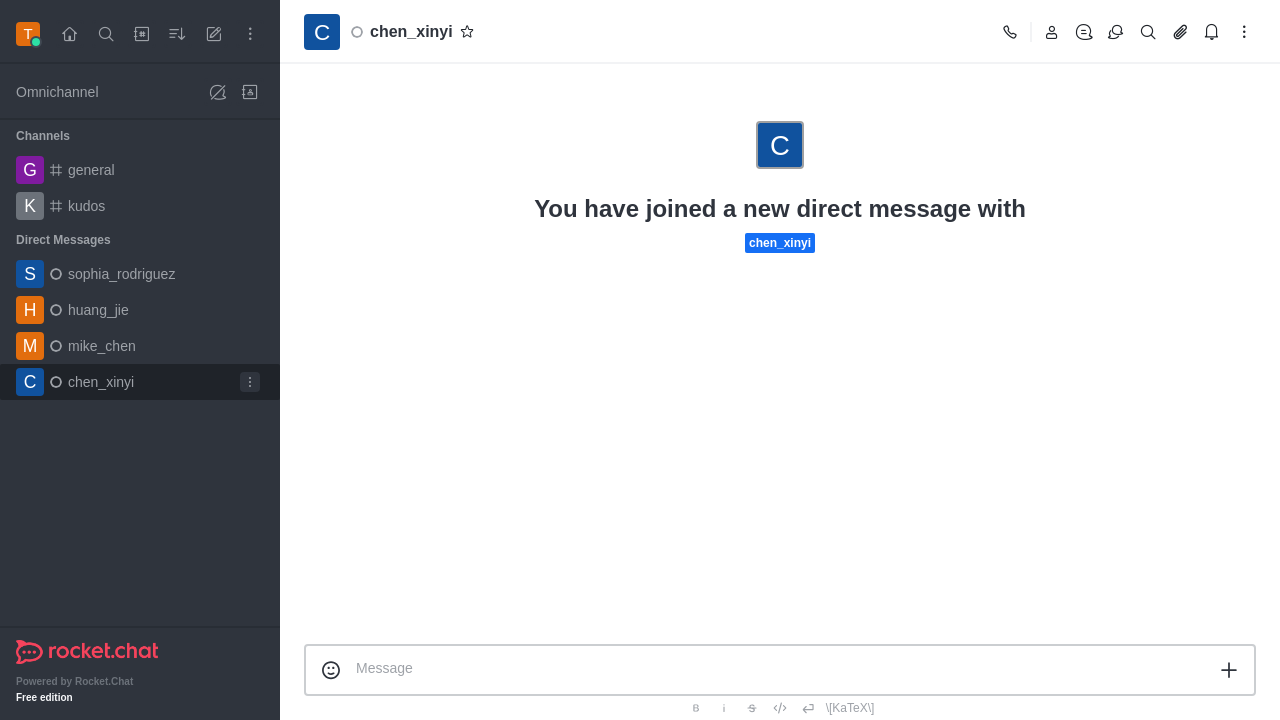 T
Omnichannel
Channels
G general
K kudos
Direct Messages
S sophia_rodriguez
H huang_jie
M mike_chen
C chen_xinyi
rocket.chat
Powered by Rocket.Chat
Free edition
C chen_xinyi
C
You have joined a new direct message with
chen_xinyi
Message
B i S \[KaTeX\]